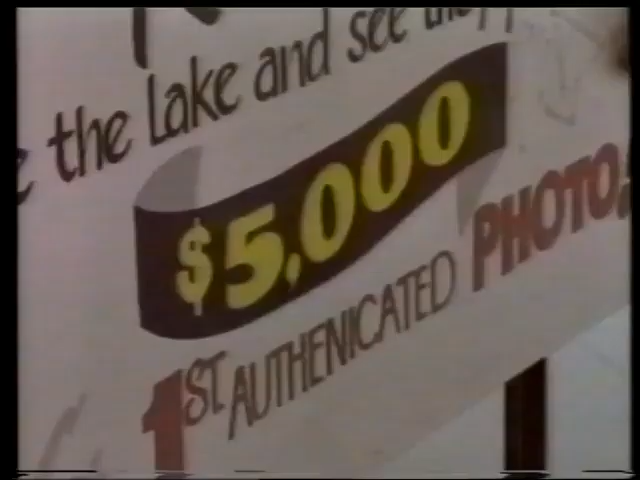 the Lake and see
$5,000
1ST AUTHENICATED PHOTO